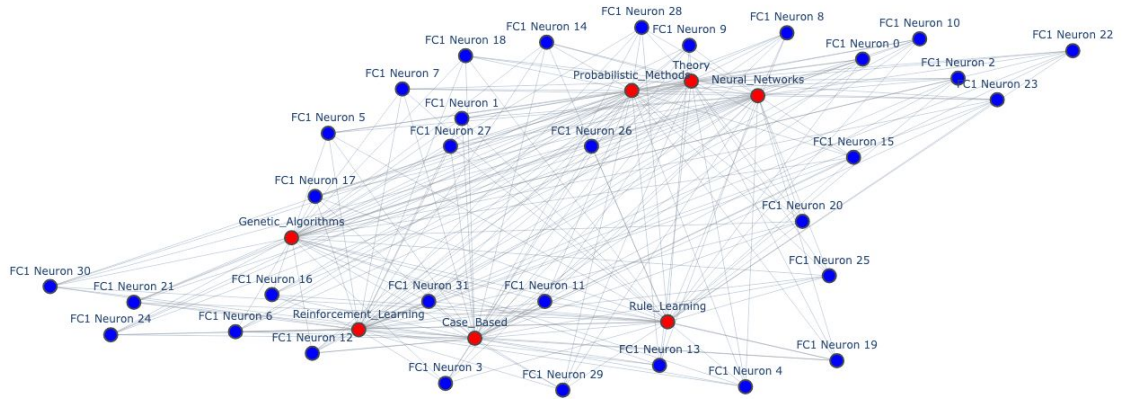 FC1 Neuron 28
FC1 Neuron 8
FC1 Neuron 10
FC1 Neuron 14
FC1 Neuron 9
FC1 Neuron 22
FC1 Neuron 18
FC1 Neuron 0
FC1 Neuron 2
Theory
Probabilistic_Methods
Neural_Networks
FC1 Neuron 7
FC1 Neuron 23
FC1 Neuron 1
FC1 Neuron 5
FC1 Neuron 27
FC1 Neuron 26
FC1 Neuron 15
FC1 Neuron 17
FC1 Neuron 20
Genetic_Algorithms
FC1 Neuron 25
FC1 Neuron 30
FC1 Neuron 16
FC1 Neuron 21
FC1 Neuron 31
FC1 Neuron 11
Rule_Learning
Reinforcement_Learning
FC1 Neuron 24
FC1 Neuron 6
Case_Based
FC1 Neuron 12
FC1 Neuron 13
FC1 Neuron 19
FC1 Neuron 3
FC1 Neuron 29
FC1 Neuron 4